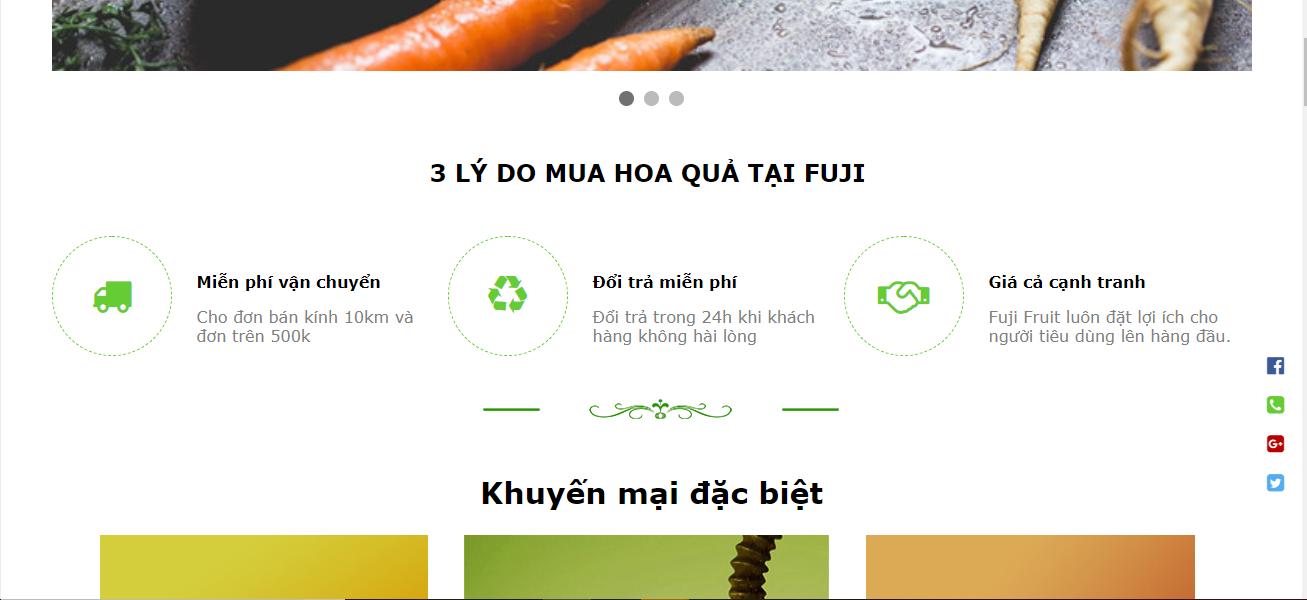 3 LÝ DO MUA HOA QUẢ TẠI FUJI
Miễn phí vận chuyển
Cho đơn bán kính 10km và
đơn trên 500k
Đổi trả miễn phí
Đổi trả trong 24h khi khách
hàng không hài lòng
Giá cả cạnh tranh
Fuji Fruit luôn đặt lợi ích cho
người tiêu dùng lên hàng đầu.
Khuyến mại đặc biệt